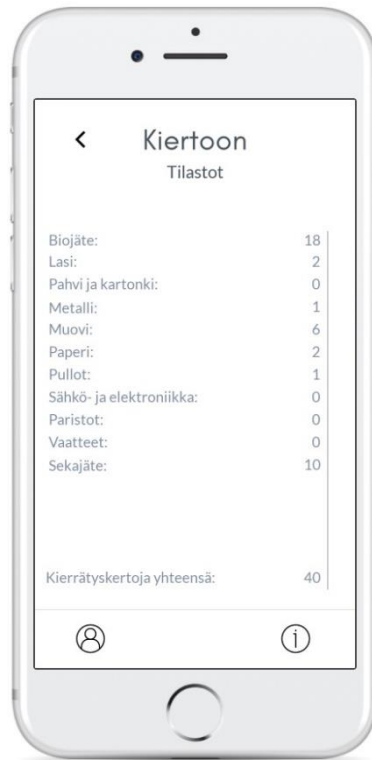 Kiertoon
Tilastot
Biojäte: 18
Lasi: 2
Pahvi ja kartonki: 0
Metalli: 1
Muovi: 6
Paperi: 2
Pullot: 1
Sähkö- ja elektroniikka: 0
Paristot: 0
Vaatteet: 0
Sekajäte: 10
Kierrätyskertoja yhteensä: 40